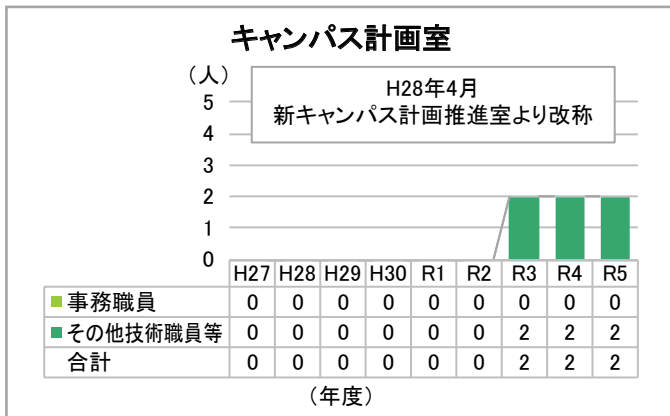 キャンパス計画室
（人）
H28年4月
新キャンパス計画推進室より改称
5
4
3
2
1
0
H27 H28 H29 H30 R1 R2 R3 R4 R5
事務職員 0 0 0 0 0 0 0 0 0
その他技術職員等 0 0 0 0 0 0 2 2 2
合計 0 0 0 0 0 0 2 2 2
（年度）